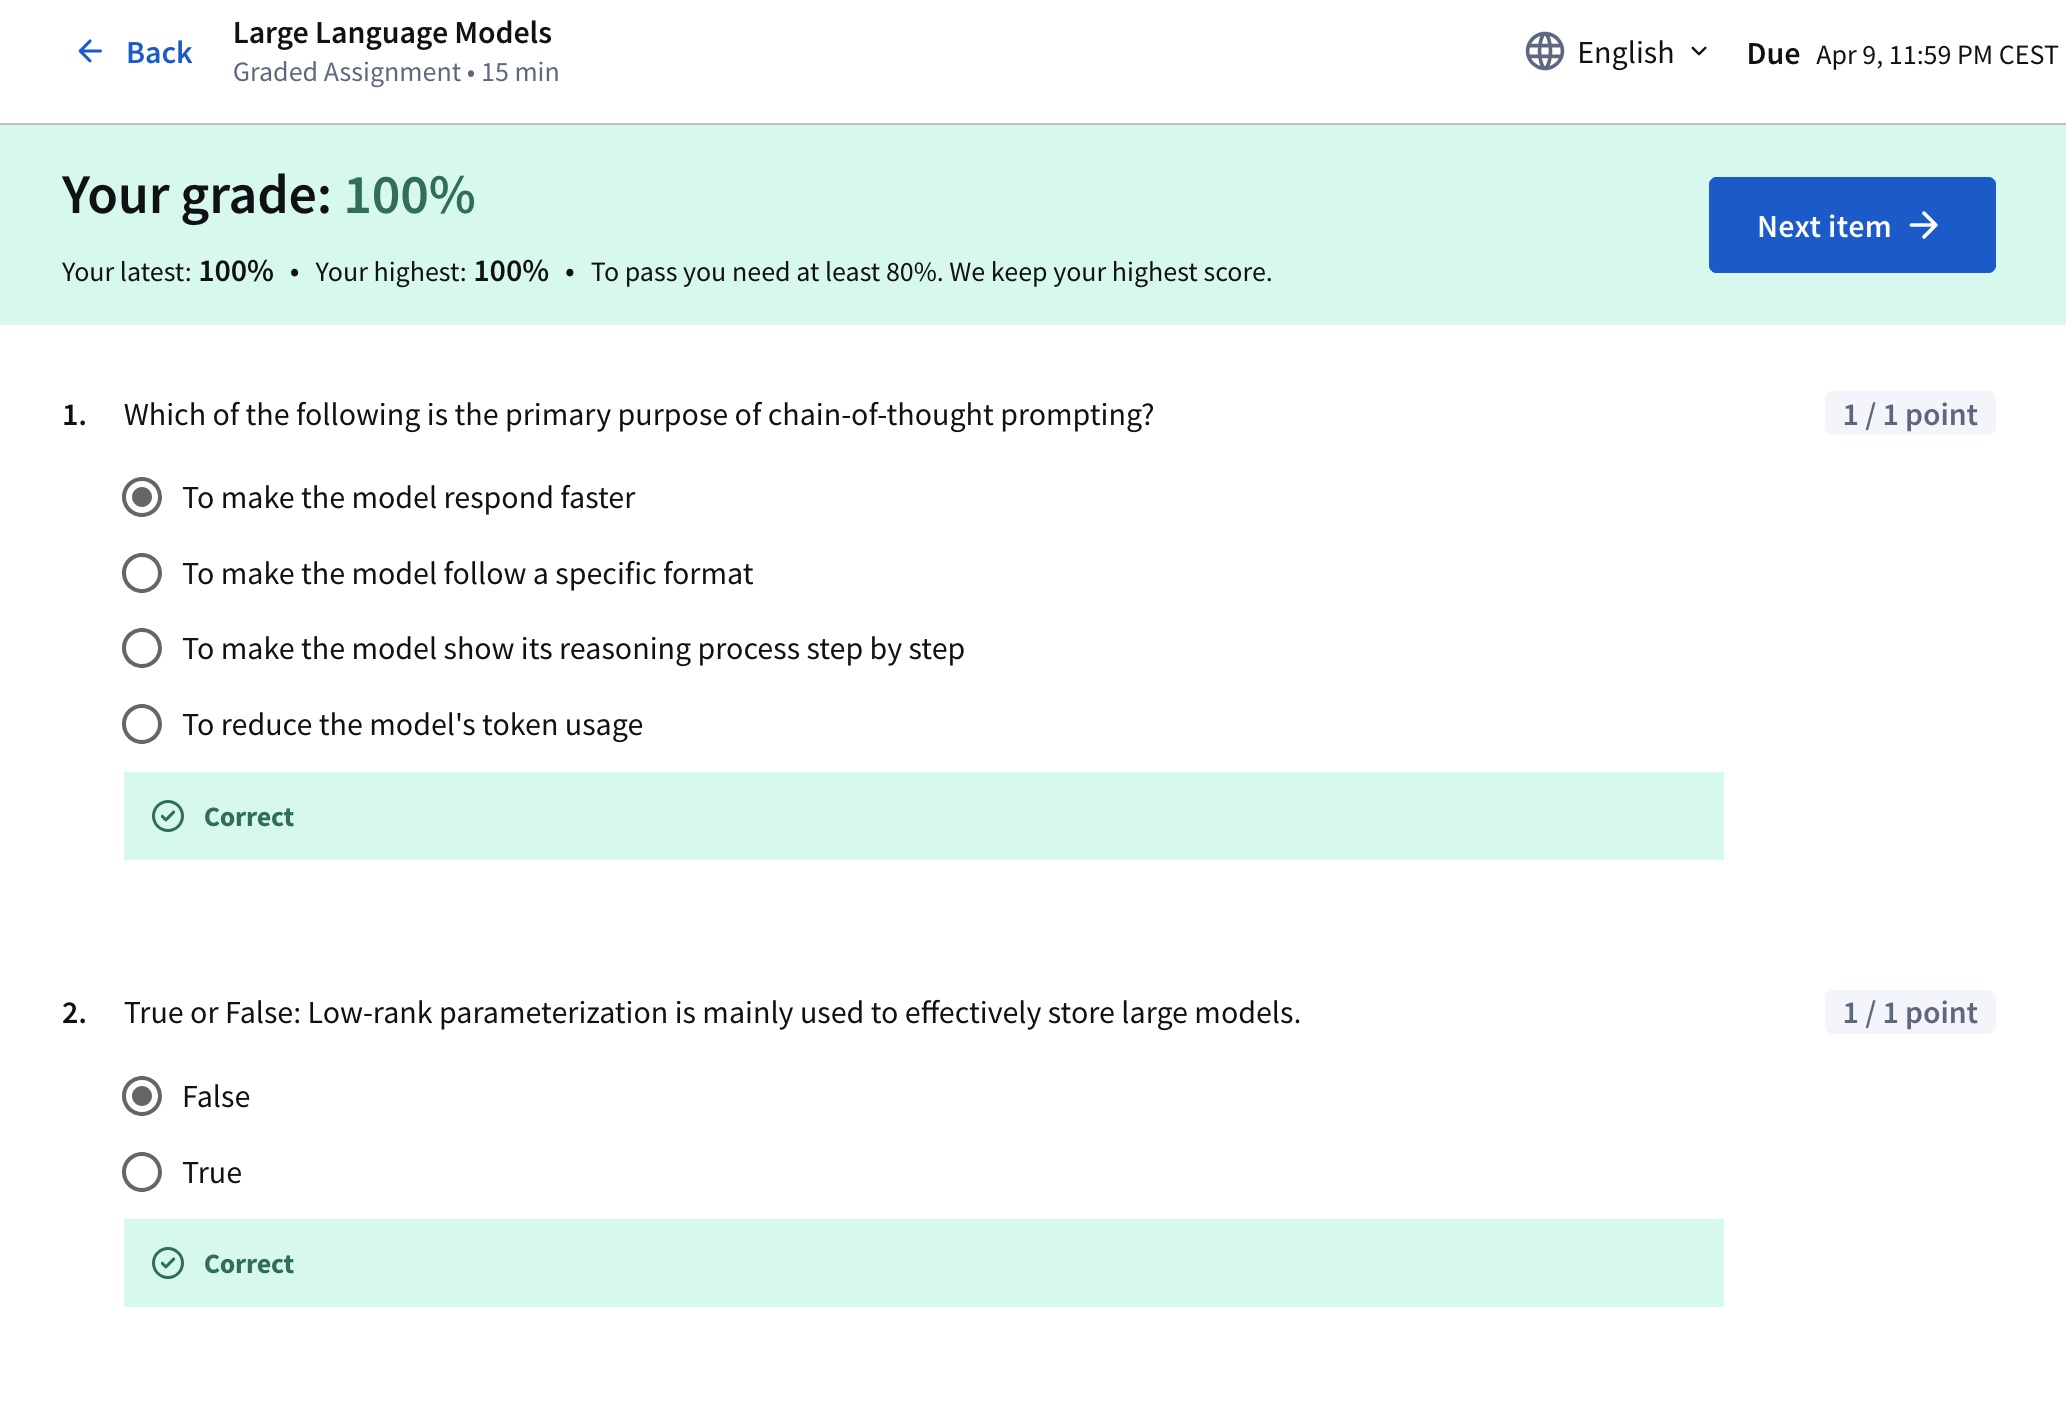 Back
Large Language Models
Graded Assignment • 15 min
English
Due Apr 9, 11:59 PM CEST
Your grade: 100%
Your latest: 100% • Your highest: 100% • To pass you need at least 80%. We keep your highest score.
Next item
1. Which of the following is the primary purpose of chain-of-thought prompting?
1 / 1 point
To make the model respond faster
To make the model follow a specific format
To make the model show its reasoning process step by step
To reduce the model's token usage
Correct
2. True or False: Low-rank parameterization is mainly used to effectively store large models.
1 / 1 point
False
True
Correct